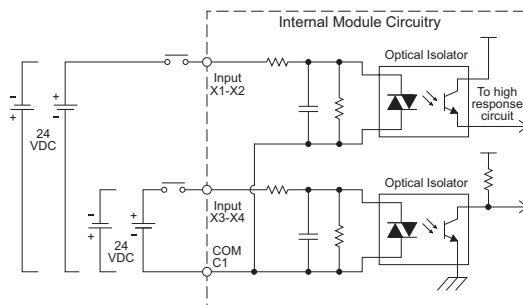 Internal Module Circuitry
Optical Isolator
Input
X1-X2
To high
response
circuit
-
+
+
-
24
VDC
Optical Isolator
Input
X3-X4
-
+
+
-
24
VDC
COM
C1